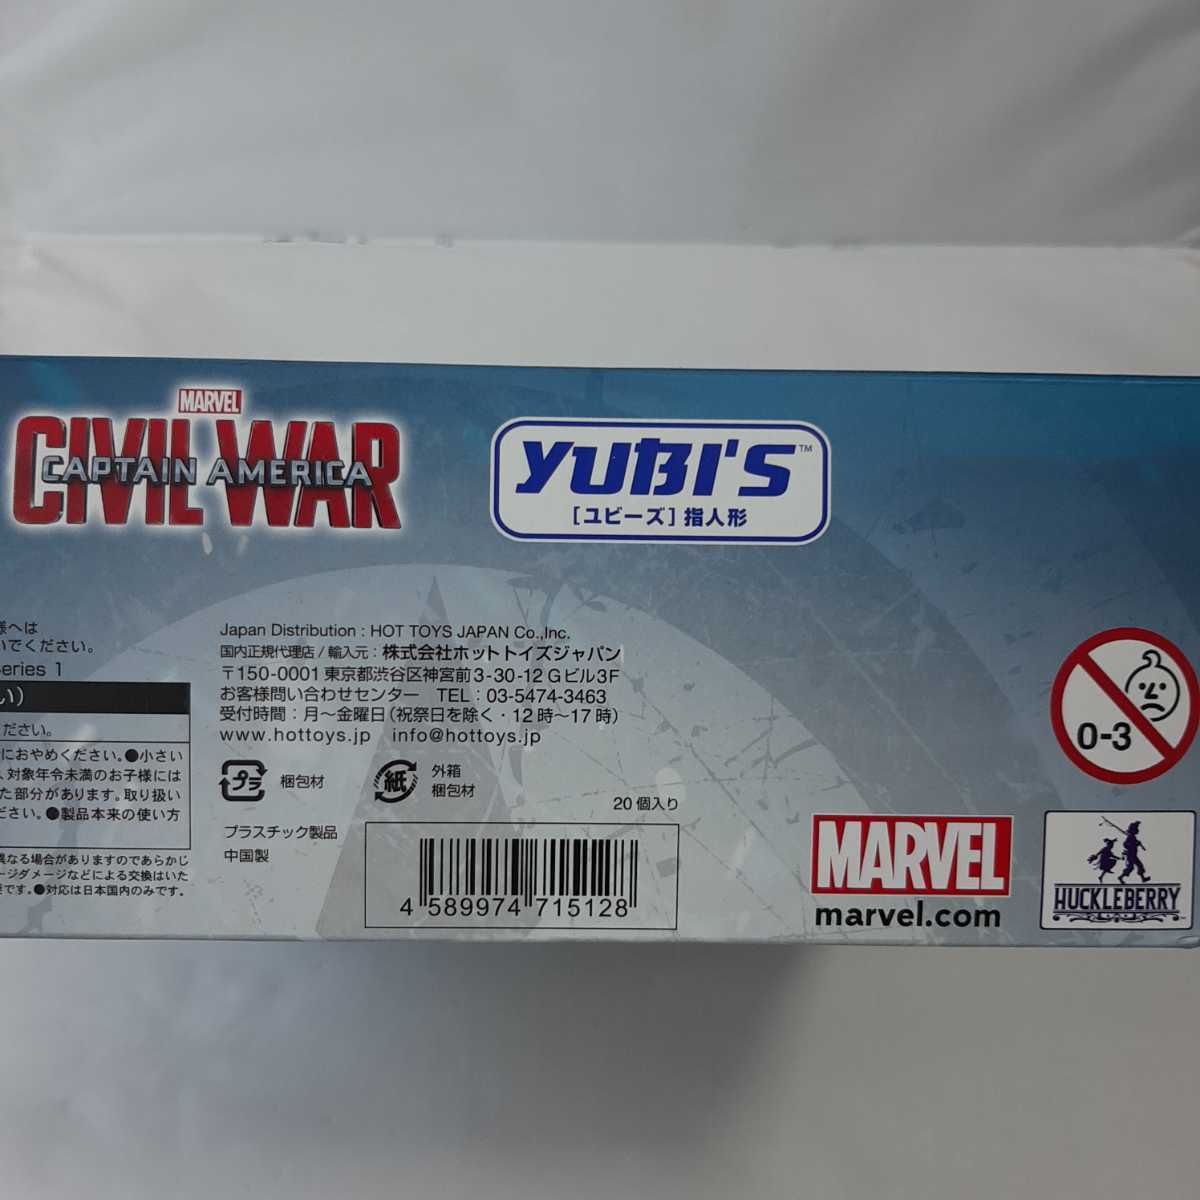 MARVEL
CIVIL WAR
CAPTAIN AMERICA
YUBI'S™
[ユビーズ] 指人形
様へは
いでください。
Series 1
い)
ください。
におやめください。●小さい
、対象年令未満のお子様には
た部分があります。取り扱い
ださい。●製品本来の使い方
異なる場合がありますのであらかじ
ージダメージなどによる交換はいた
です。●対応は日本国内のみです。
Japan Distribution : HOT TOYS JAPAN Co.,Inc.
国内正規代理店 / 輸入元 : 株式会社ホットトイズジャパン
〒150-0001 東京都渋谷区神宮前 3-30-12 G ビル 3F
お客様問い合わせセンター TEL : 03-5474-3463
受付時間 : 月〜金曜日 (祝祭日を除く・12 時〜17 時)
www.hottoys.jp info@hottoys.jp
プラ
梱包材
紙
外箱
梱包材
20 個入り
プラスチック製品
中国製
4 589974 715128
0-3
MARVEL
marvel.com
HUCKLEBERRY